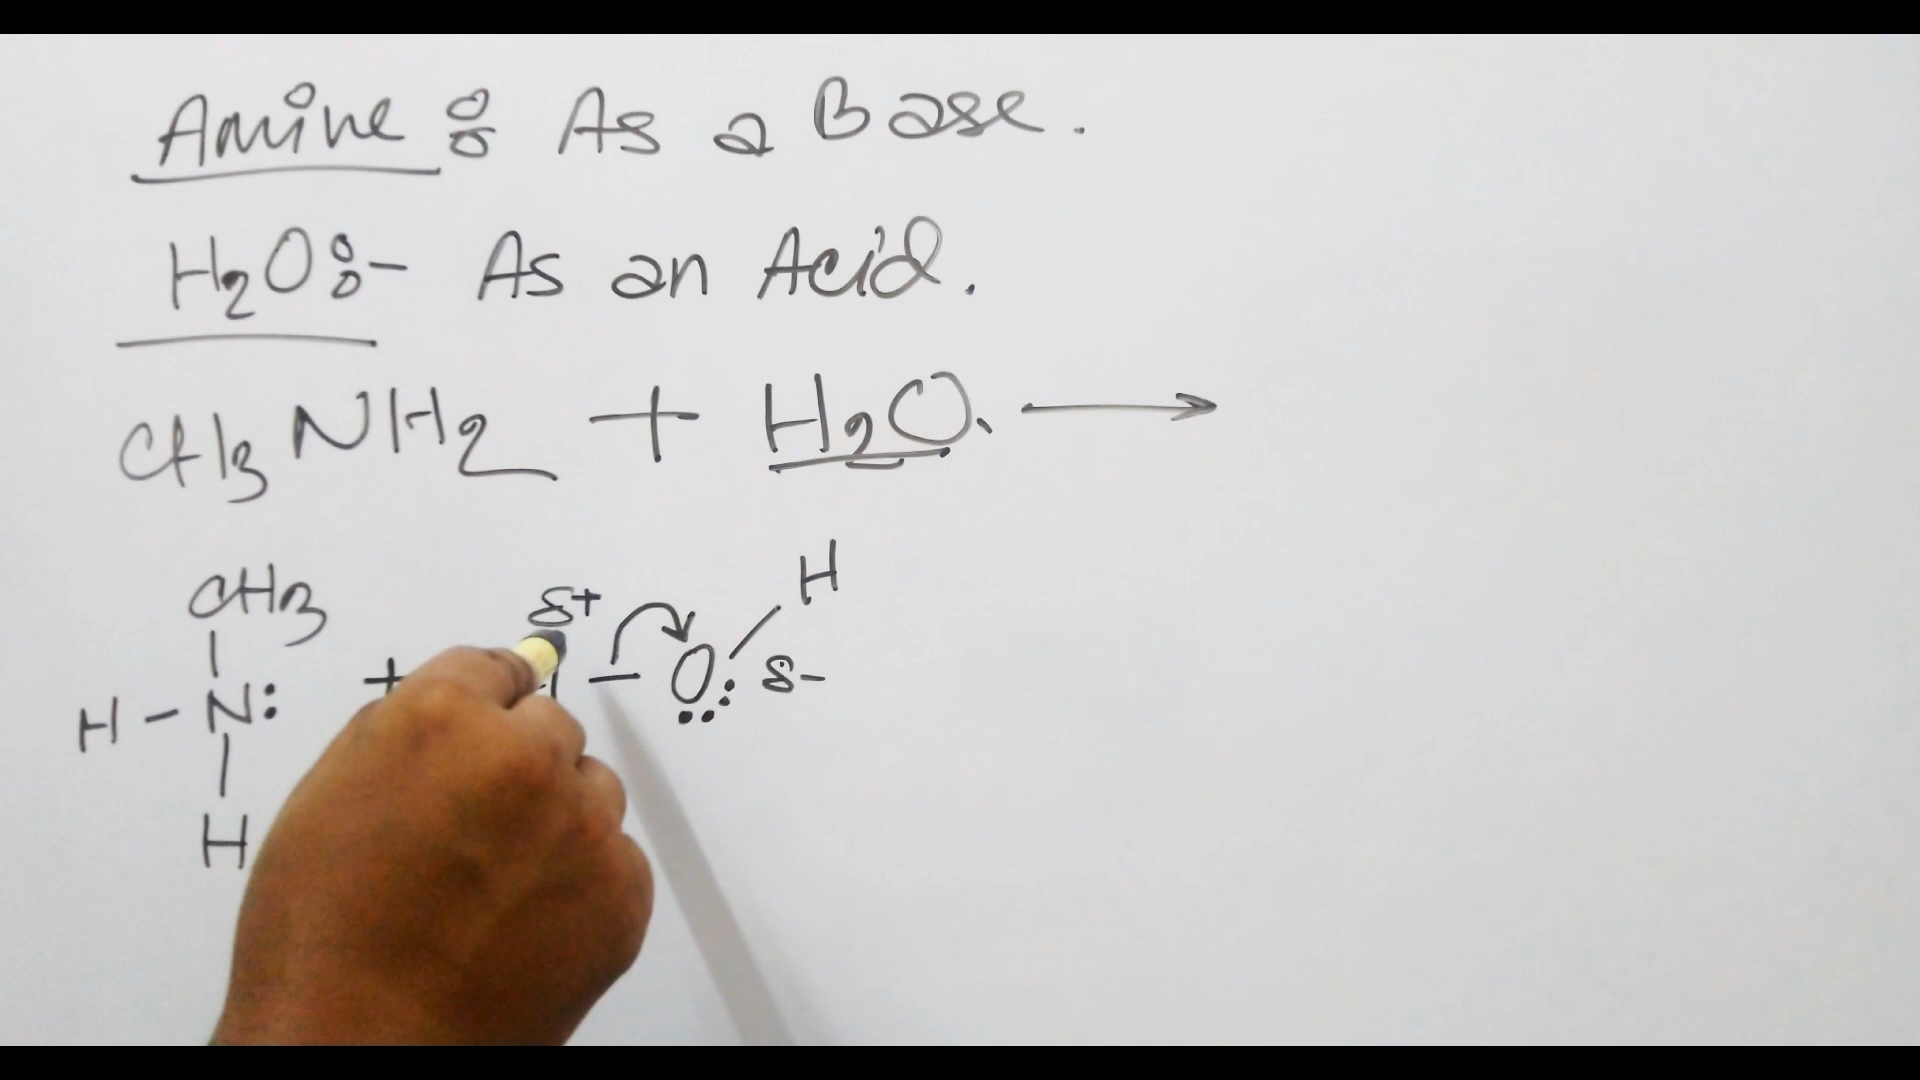 Amine : As a Base.
H₂O :- As an Acid.
CH₃NH₂ + H₂O. ⟶
CH₃ δ+ H
H - N: + - O: δ-
H